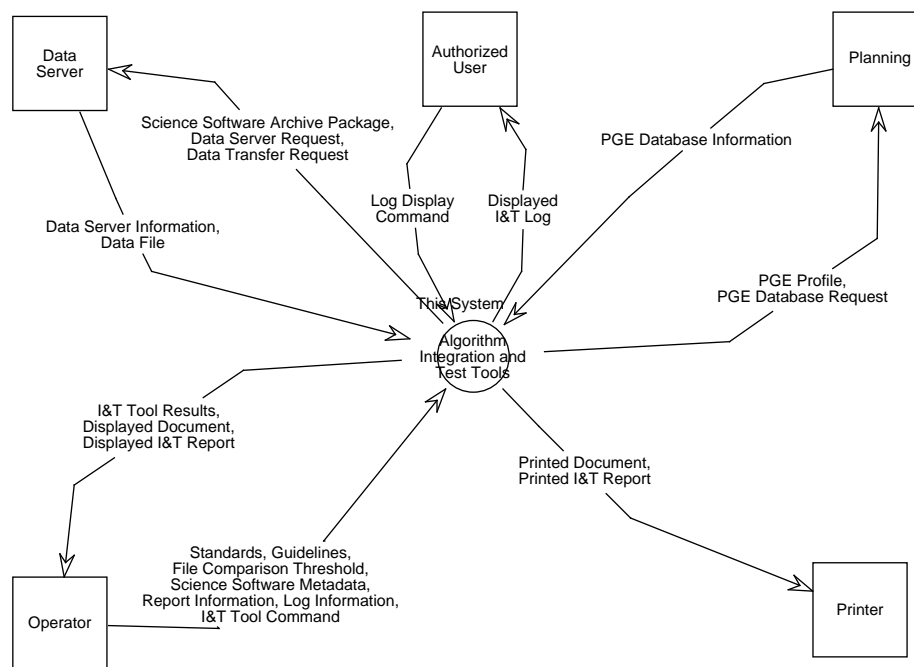 Data
Server
Authorized
User
Planning
Science Software Archive Package,
Data Server Request,
Data Transfer Request
PGE Database Information
Log Display
Command
Displayed
I&T Log
Data Server Information,
Data File
PGE Profile,
PGE Database Request
This System
Algorithm
Integration and
Test Tools
I&T Tool Results,
Displayed Document,
Displayed I&T Report
Printed Document,
Printed I&T Report
Standards, Guidelines,
File Comparison Threshold,
Science Software Metadata,
Report Information, Log Information,
I&T Tool Command
Operator
Printer